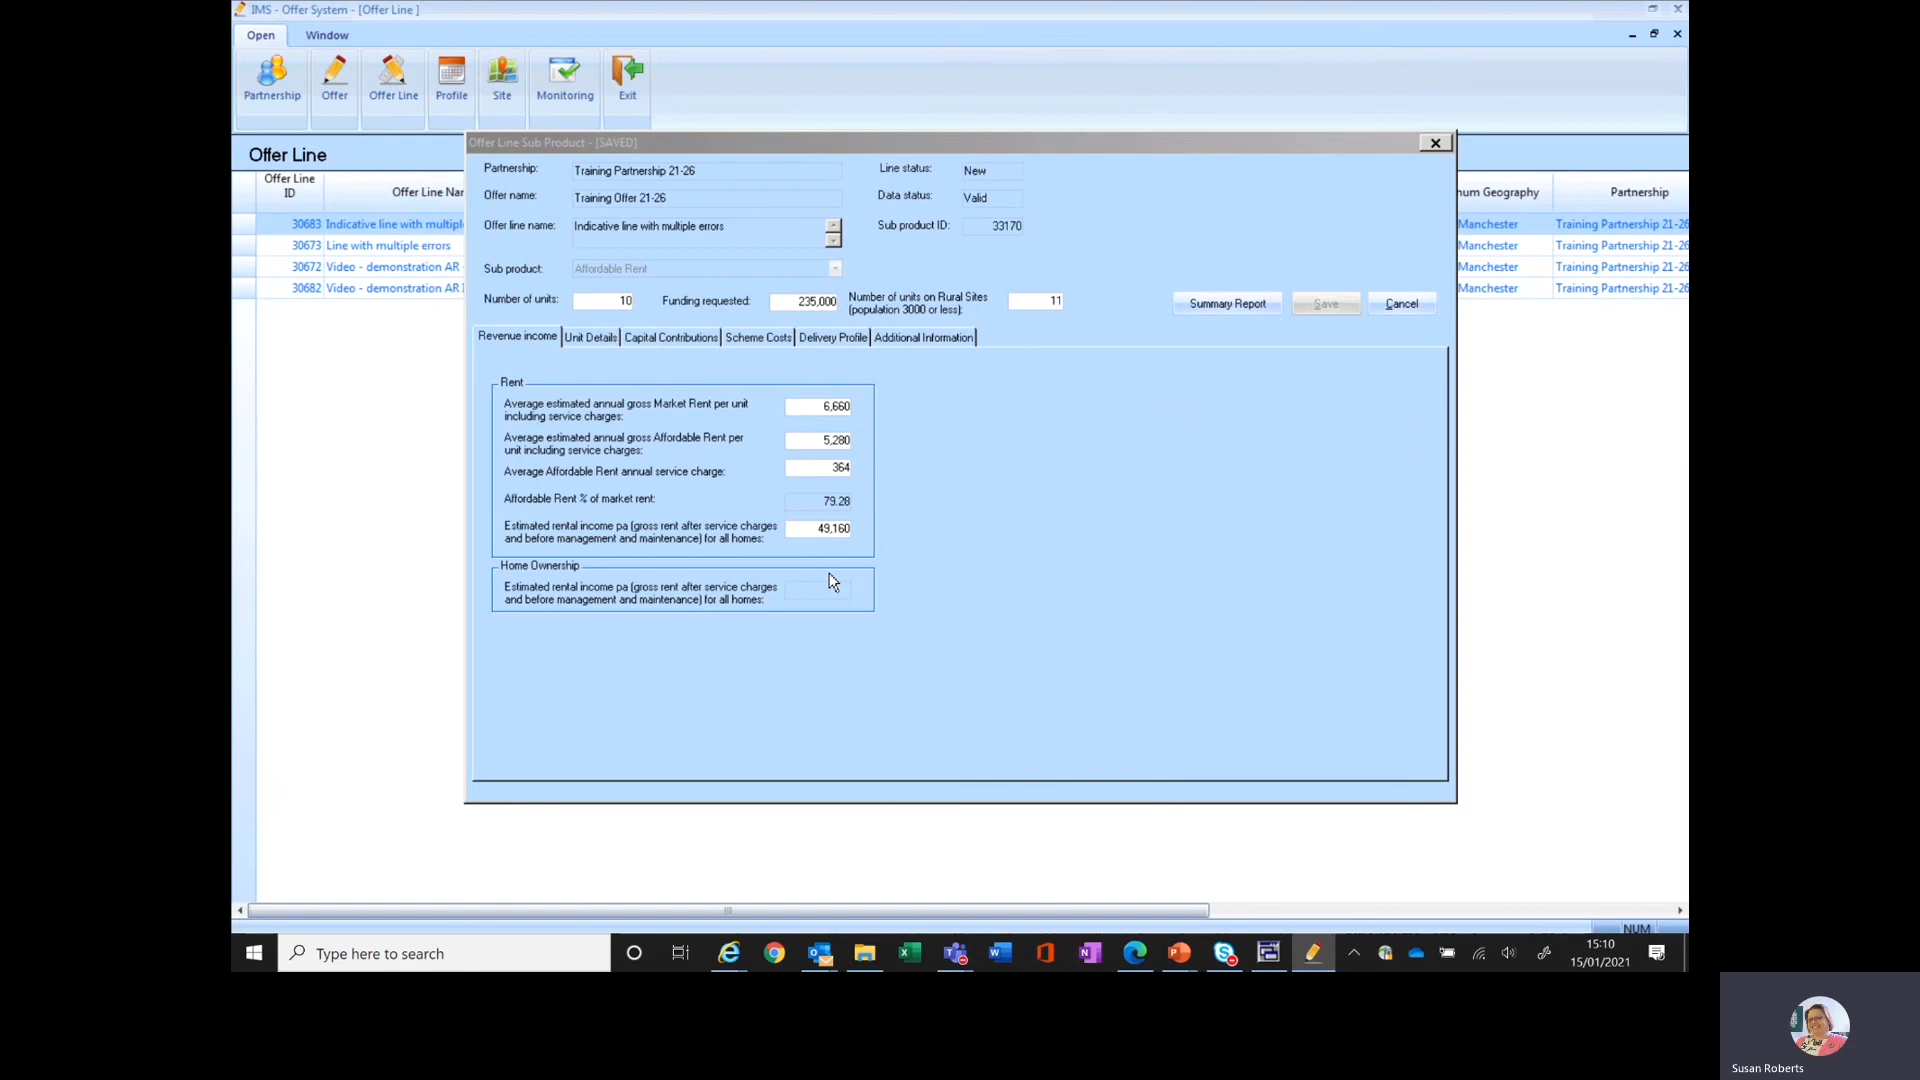 IMS - Offer System - [Offer Line ]
Open Window
Partnership Offer Offer Line Profile Site Monitoring Exit
Offer Line
Offer Line Sub Product - [SAVED]
Offer Line ID
Offer Line Nar
num Geography
Partnership
30683 Indicative line with multipl
Manchester Training Partnership 21-26
30673 Line with multiple errors
Manchester Training Partnership 21-26
30672 Video - demonstration AR
Manchester Training Partnership 21-26
30682 Video - demonstration AR I
Manchester Training Partnership 21-26
Partnership: Training Partnership 21-26 Line status: New
Offer name: Training Offer 21-26 Data status: Valid
Offer line name: Indicative line with multiple errors Sub product ID: 33170
Sub product: Affordable Rent
Number of units: 10 Funding requested: 235,000 Number of units on Rural Sites
(population 3000 or less): 11
Summary Report Save Cancel
Revenue income Unit Details Capital Contributions Scheme Costs Delivery Profile Additional Information
Rent
Average estimated annual gross Market Rent per unit
including service charges: 6,660
Average estimated annual gross Affordable Rent per
unit including service charges: 5,280
Average Affordable Rent annual service charge: 364
Affordable Rent % of market rent: 79.28
Estimated rental income pa (gross rent after service charges
and before management and maintenance) for all homes: 49,160
Home Ownership
Estimated rental income pa (gross rent after service charges
and before management and maintenance) for all homes:
NUM
Type here to search
15:10
15/01/2021
Susan Roberts